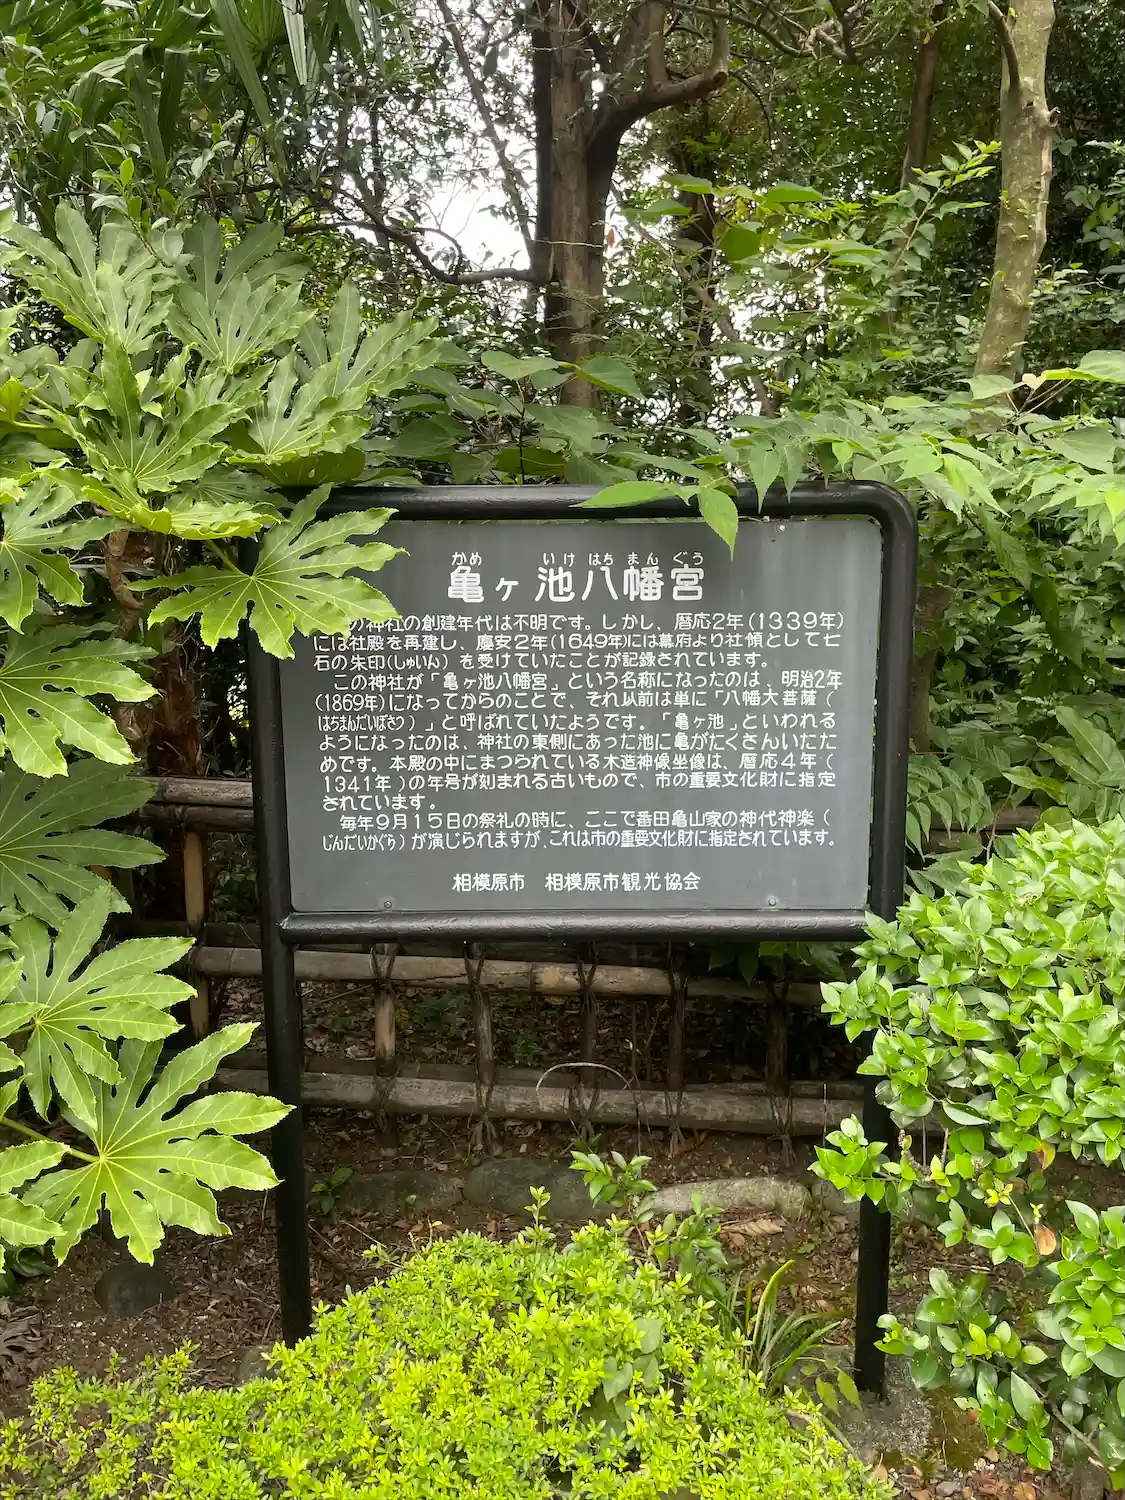 かめ いけ はち まん ぐう
亀ヶ池八幡宮
の神社の創建年代は不明です。しかし、暦応2年(1339年)
には社殿を再建し、慶安2年(1649年)には幕府より社領として七
石の朱印(しゅいん)を受けていたことが記録されています。
この神社が「亀ヶ池八幡宮」という名称になったのは、明治2年
(1869年)になってからのことで、それ以前は単に「八幡大菩薩(
はちまんだいぼさつ)」と呼ばれていたようです。「亀ヶ池」といわれる
ようになったのは、神社の東側にあった池に亀がたくさんいたた
めです。本殿の中にまつられている木造神像坐像は、暦応4年(
1341年)の年号が刻まれる古いもので、市の重要文化財に指定
されています。
毎年9月15日の祭礼の時に、ここで番田亀山家の神代神楽(
じんだいかぐら)が演じられますが、これは市の重要文化財に指定されています。
相模原市 相模原市観光協会